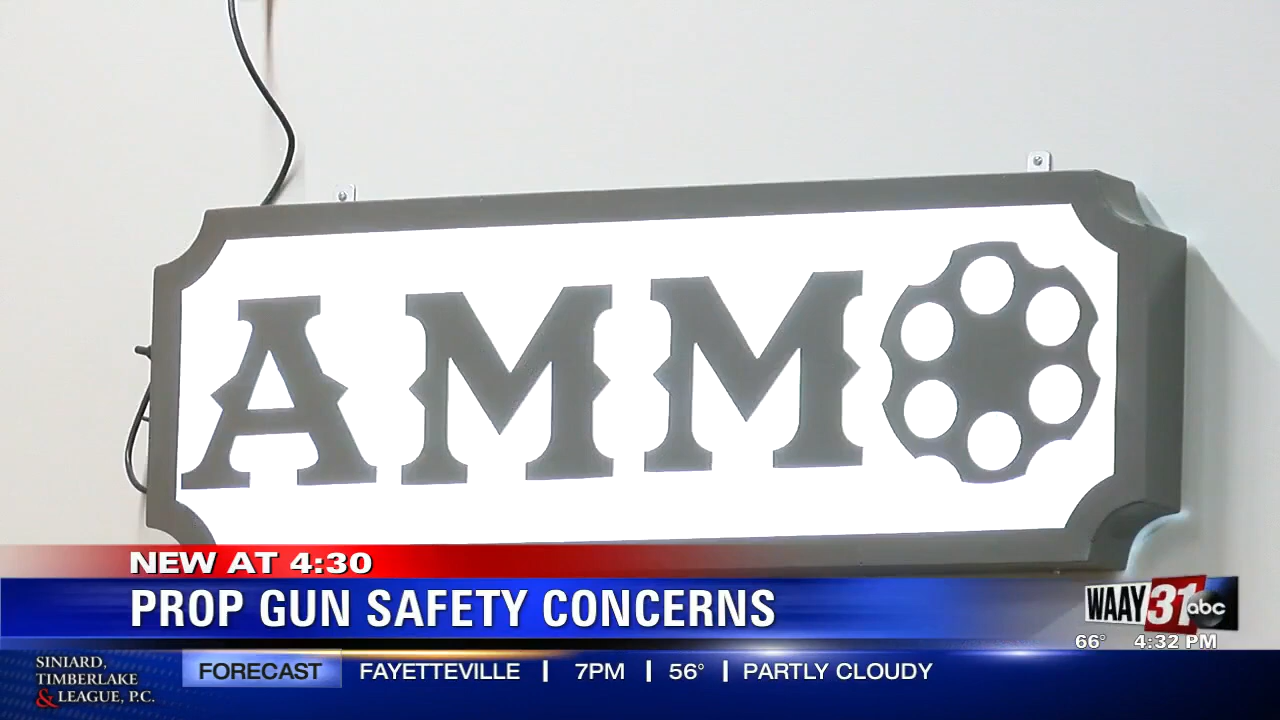 AMMO
NEW AT 4:30
PROP GUN SAFETY CONCERNS
WAAY 31 abc
66° 4:32 PM
SINIARD,
TIMBERLAKE
& LEAGUE, P.C.
FORECAST FAYETTEVILLE | 7PM | 56° | PARTLY CLOUDY